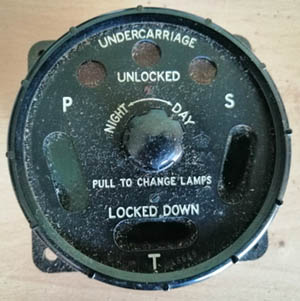 UNDERCARRIAGE
UNLOCKED
P S
NIGHT DAY
PULL TO CHANGE LAMPS
LOCKED DOWN
T